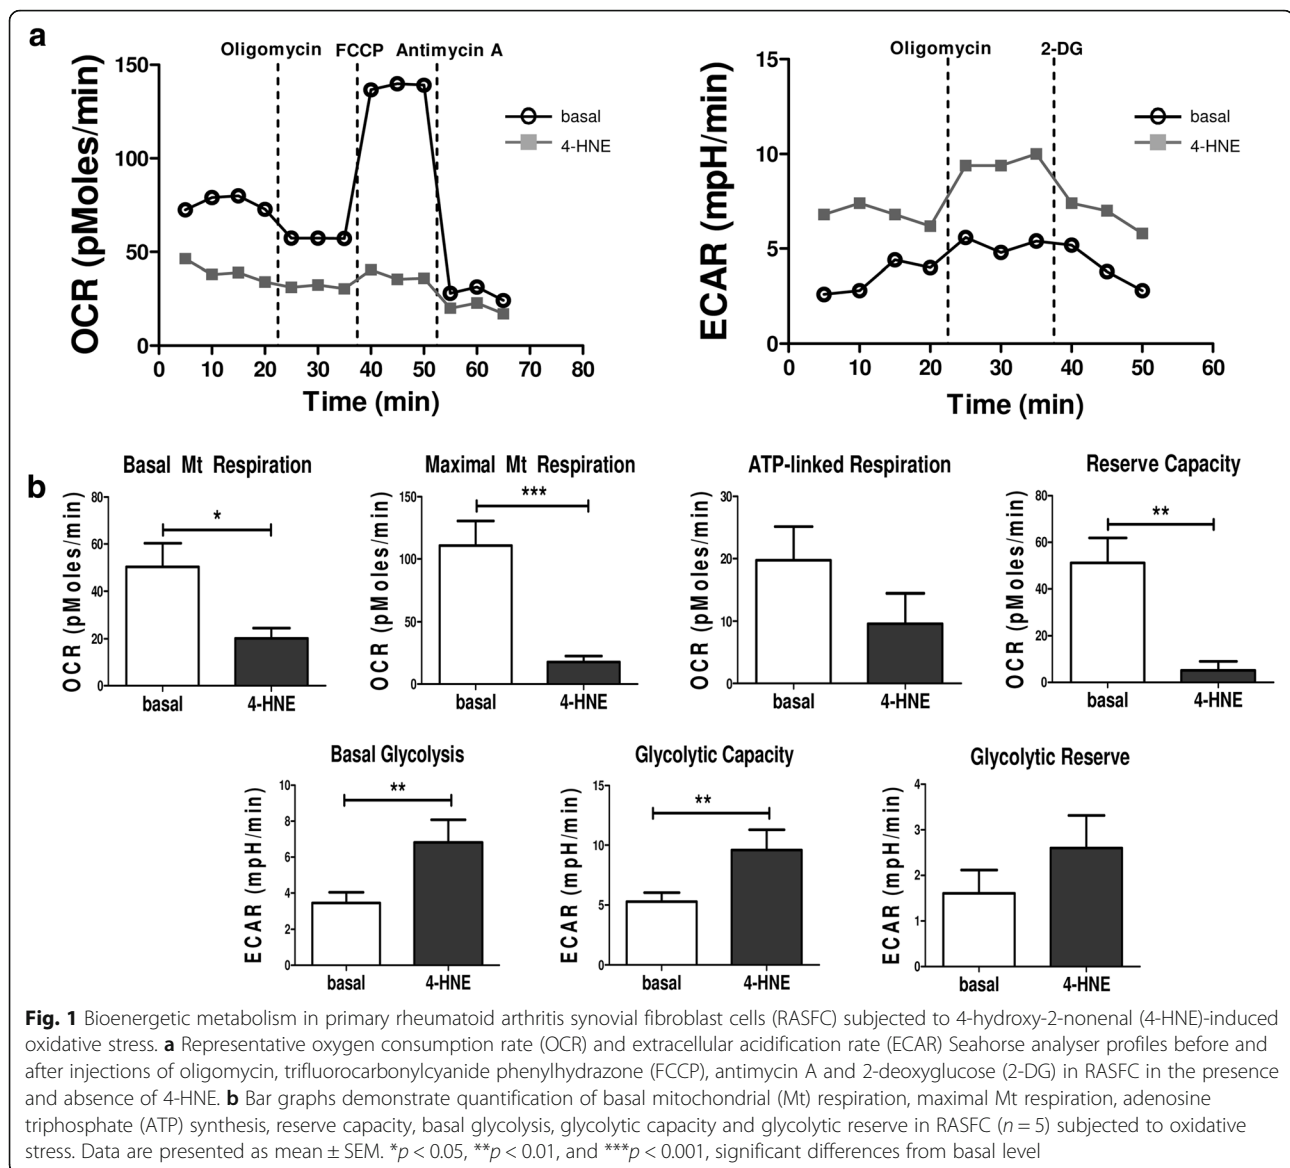 a
Oligomycin FCCP Antimycin A
150
100
50
0
OCR (pMoles/min)
0 10 20 30 40 50 60 70 80
Time (min)
basal
4-HNE
Oligomycin 2-DG
15
10
5
0
ECAR (mpH/min)
0 10 20 30 40 50 60
Time (min)
basal
4-HNE
b
Basal Mt Respiration
80
60
40
20
0
OCR (pMoles/min)
*
basal 4-HNE
Maximal Mt Respiration
150
100
50
0
OCR (pMoles/min)
***
basal 4-HNE
ATP-linked Respiration
30
20
10
0
OCR (pMoles/min)
basal 4-HNE
Reserve Capacity
80
60
40
20
0
OCR (pMoles/min)
**
basal 4-HNE
Basal Glycolysis
10
8
6
4
2
0
ECAR (mpH/min)
**
basal 4-HNE
Glycolytic Capacity
15
10
5
0
ECAR (mpH/min)
**
basal 4-HNE
Glycolytic Reserve
4
3
2
1
0
ECAR (mpH/min)
basal 4-HNE
Fig. 1 Bioenergetic metabolism in primary rheumatoid arthritis synovial fibroblast cells (RASFC) subjected to 4-hydroxy-2-nonenal (4-HNE)-induced
oxidative stress. a Representative oxygen consumption rate (OCR) and extracellular acidification rate (ECAR) Seahorse analyser profiles before and
after injections of oligomycin, trifluorocarbonylcyanide phenylhydrazone (FCCP), antimycin A and 2-deoxyglucose (2-DG) in RASFC in the presence
and absence of 4-HNE. b Bar graphs demonstrate quantification of basal mitochondrial (Mt) respiration, maximal Mt respiration, adenosine
triphosphate (ATP) synthesis, reserve capacity, basal glycolysis, glycolytic capacity and glycolytic reserve in RASFC (n = 5) subjected to oxidative
stress. Data are presented as mean ± SEM. *p < 0.05, **p < 0.01, and ***p < 0.001, significant differences from basal level